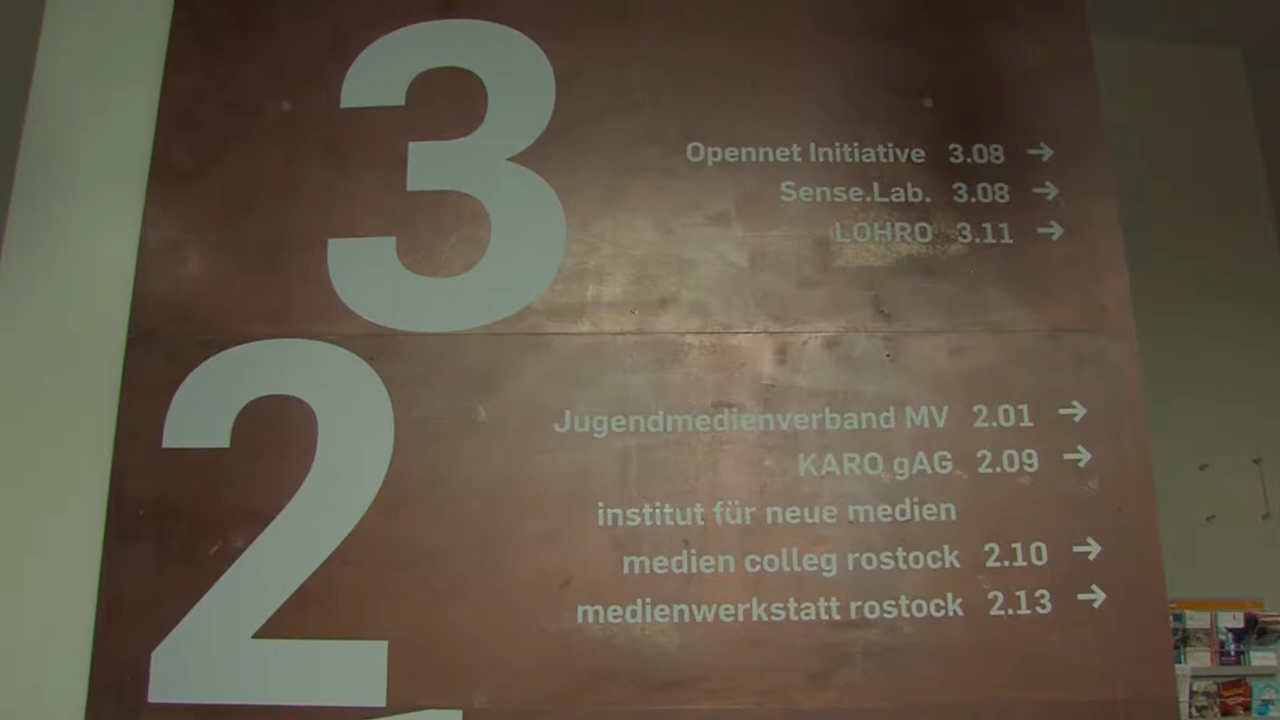 3
Opennet Initiative 3.08 →
Sense.Lab. 3.08 →
LOHRO 3.11 →
2
Jugendmedienverband MV 2.01 →
KARO gAG 2.09 →
institut für neue medien
medien colleg rostock 2.10 →
medienwerkstatt rostock 2.13 →